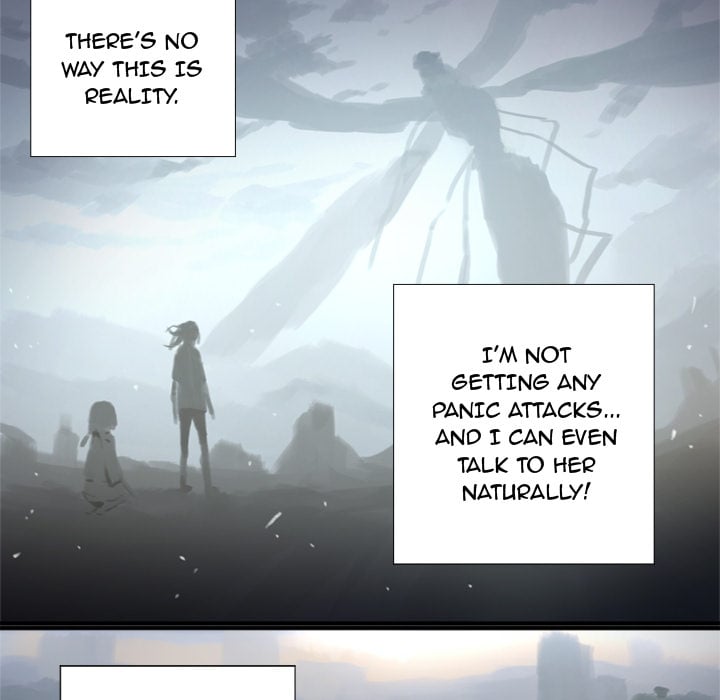 THERE'S NO
WAY THIS IS
REALITY.
I'M NOT
GETTING ANY
PANIC ATTACKS...
AND I CAN EVEN
TALK TO HER
NATURALLY!